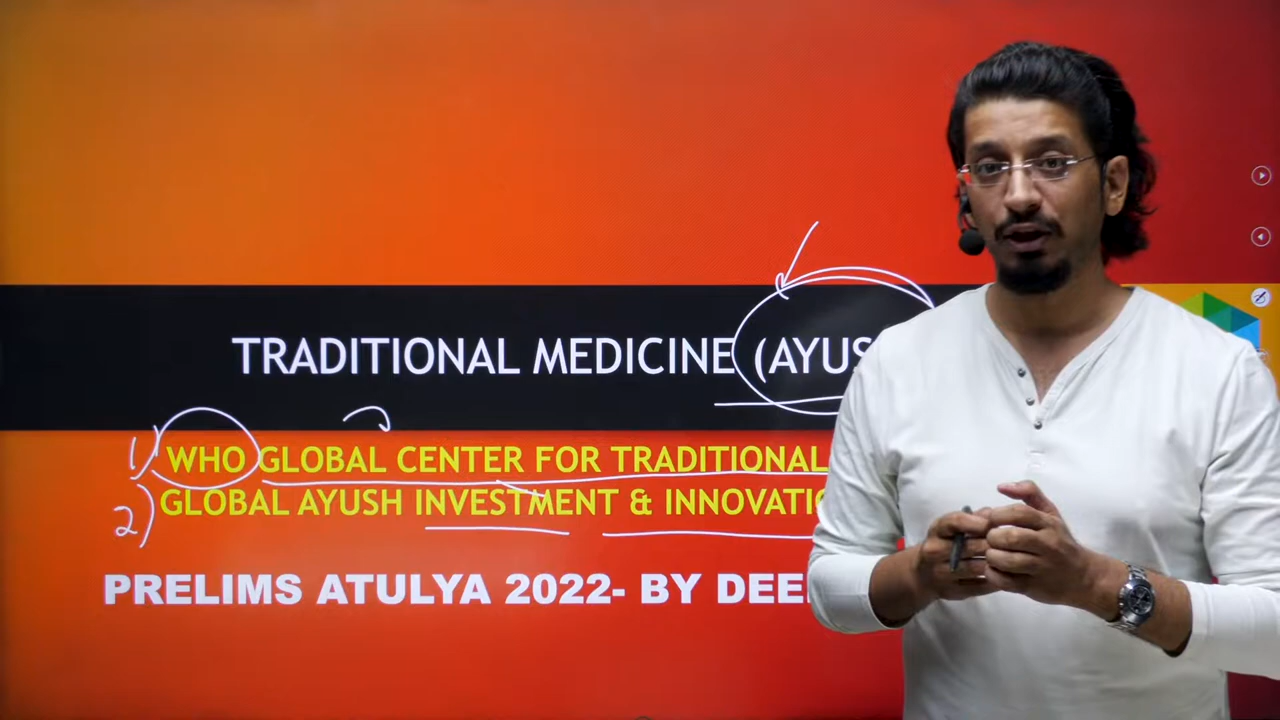 TRADITIONAL MEDICINE (AYUS
1) WHO GLOBAL CENTER FOR TRADITIONAL
2) GLOBAL AYUSH INVESTMENT & INNOVATIO
PRELIMS ATULYA 2022- BY DEE